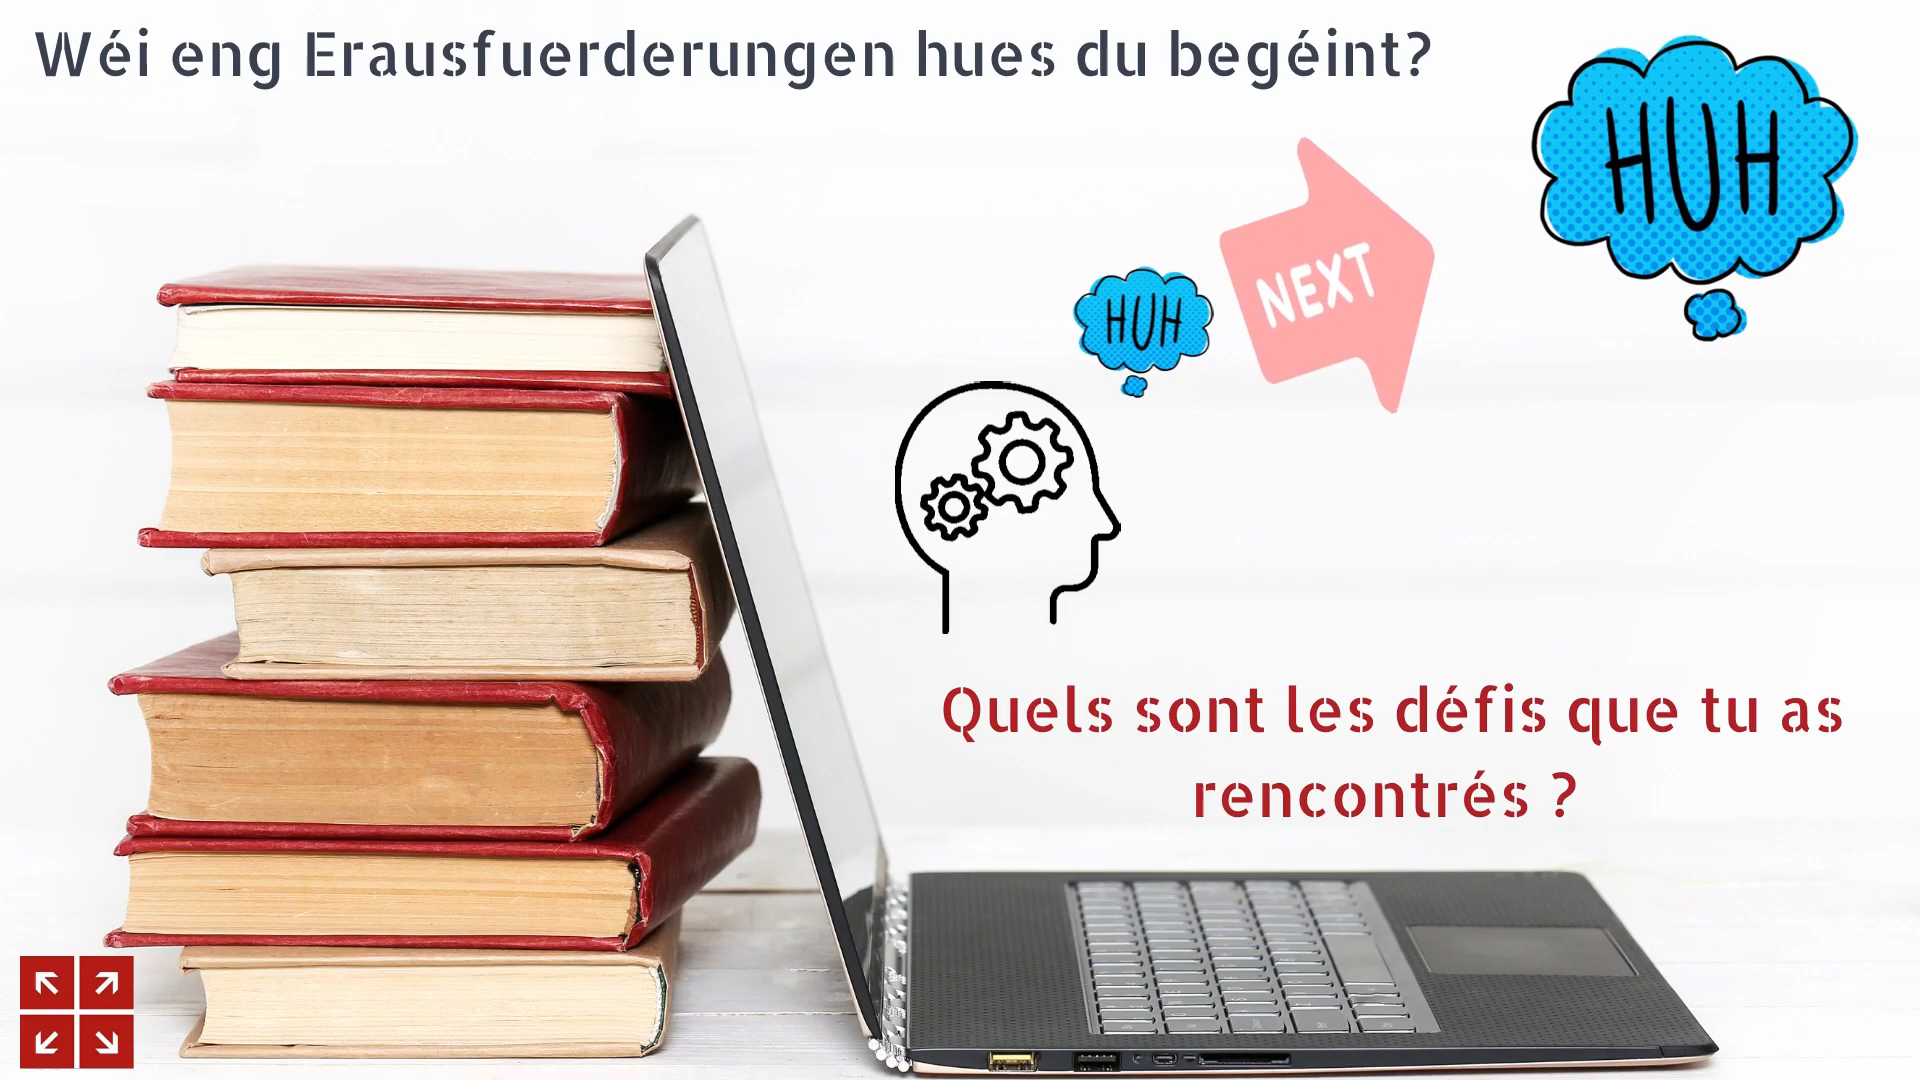 Wéi eng Erausfuerderungen hues du begéint?
HUH
NEXT
HUH
Quels sont les défis que tu as
rencontrés ?